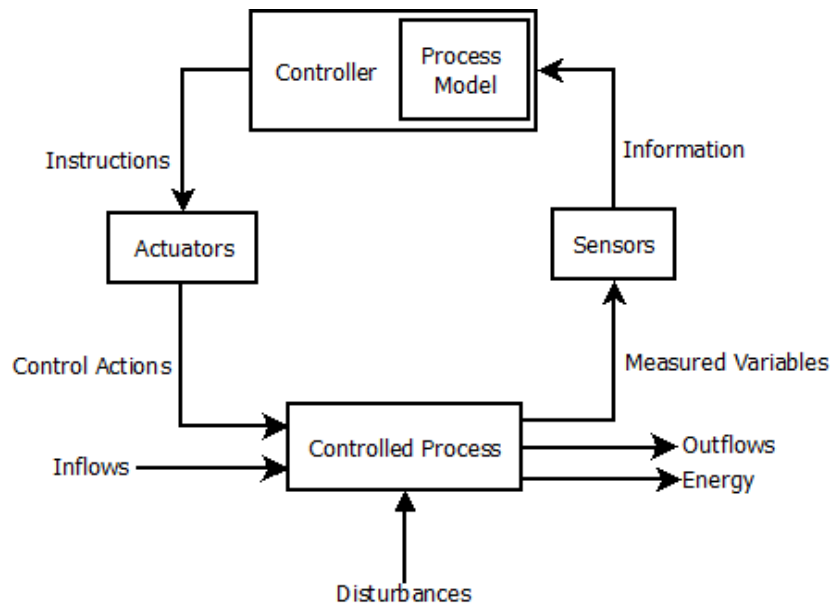 Controller
Process
Model
Instructions
Information
Actuators
Sensors
Control Actions
Measured Variables
Controlled Process
Outflows
Inflows
Energy
Disturbances